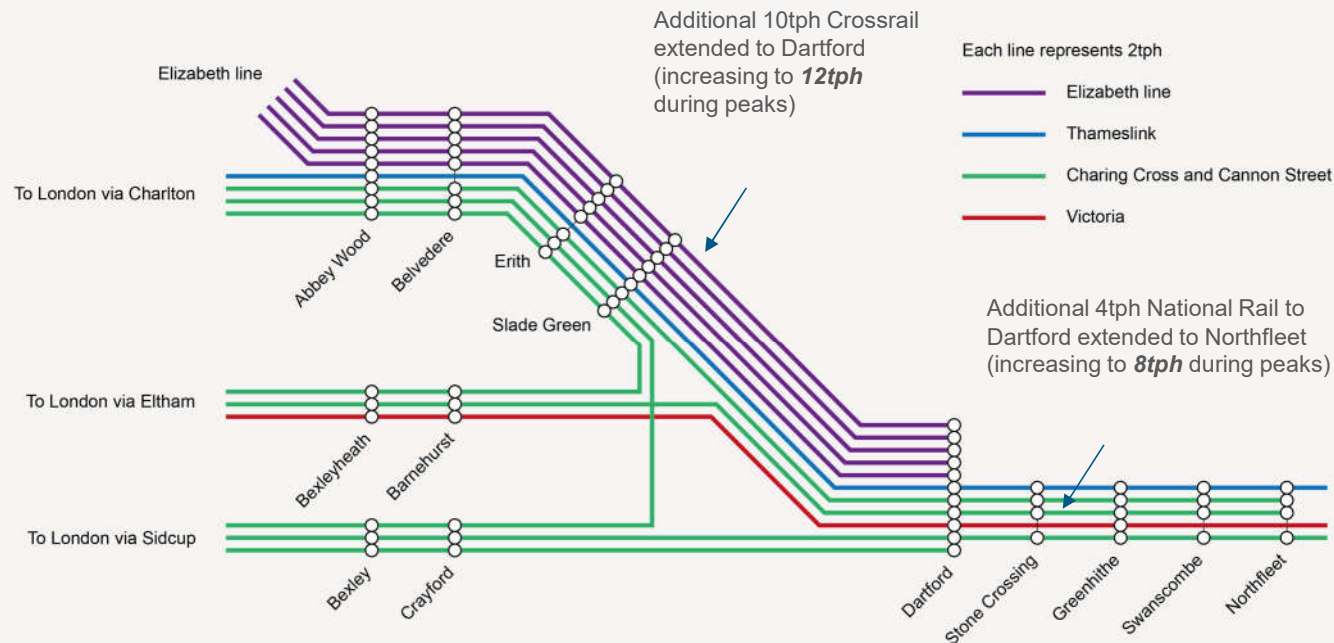 Additional 10tph Crossrail
extended to Dartford
(increasing to 12tph
during peaks)
Each line represents 2tph
Elizabeth line
Elizabeth line
Thameslink
Charing Cross and Cannon Street
Victoria
To London via Charlton
Abbey Wood
Belvedere
Erith
Slade Green
Additional 4tph National Rail to
Dartford extended to Northfleet
(increasing to 8tph during peaks)
To London via Eltham
Bexleyheath
Barnehurst
To London via Sidcup
Bexley
Crayford
Dartford
Stone Crossing
Greenhithe
Swanscombe
Northfleet